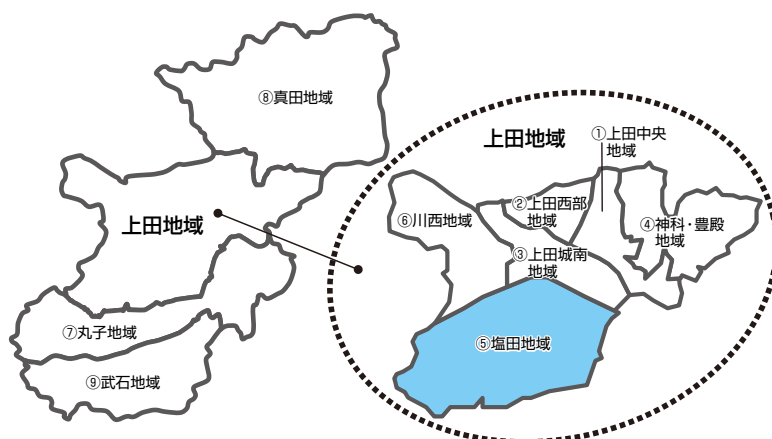 ⑧真田地域
上田地域
⑦丸子地域
⑨武石地域
上田地域
①上田中央
地域
②上田西部
地域
③上田城南
地域
④神科・豊殿
地域
⑥川西地域
⑤塩田地域